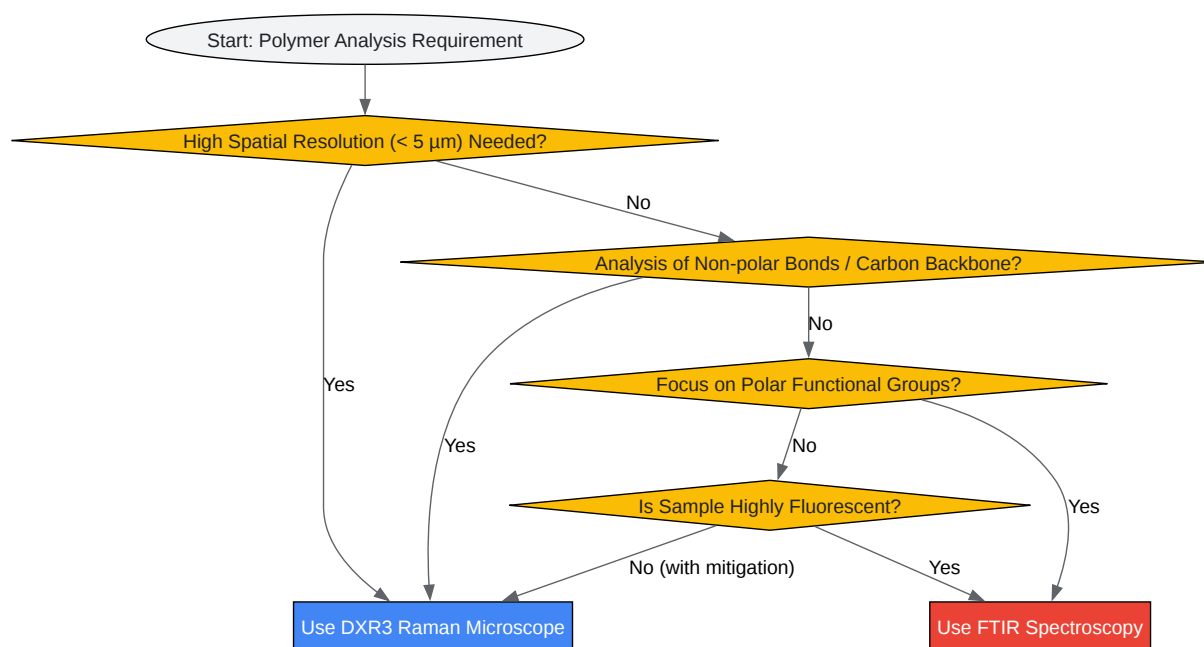 Start: Polymer Analysis Requirement
High Spatial Resolution (< 5 µm) Needed?
No
Analysis of Non-polar Bonds / Carbon Backbone?
No
Yes
Focus on Polar Functional Groups?
Yes
No
Is Sample Highly Fluorescent?
Yes
No (with mitigation)
Yes
Use DXR3 Raman Microscope
Use FTIR Spectroscopy